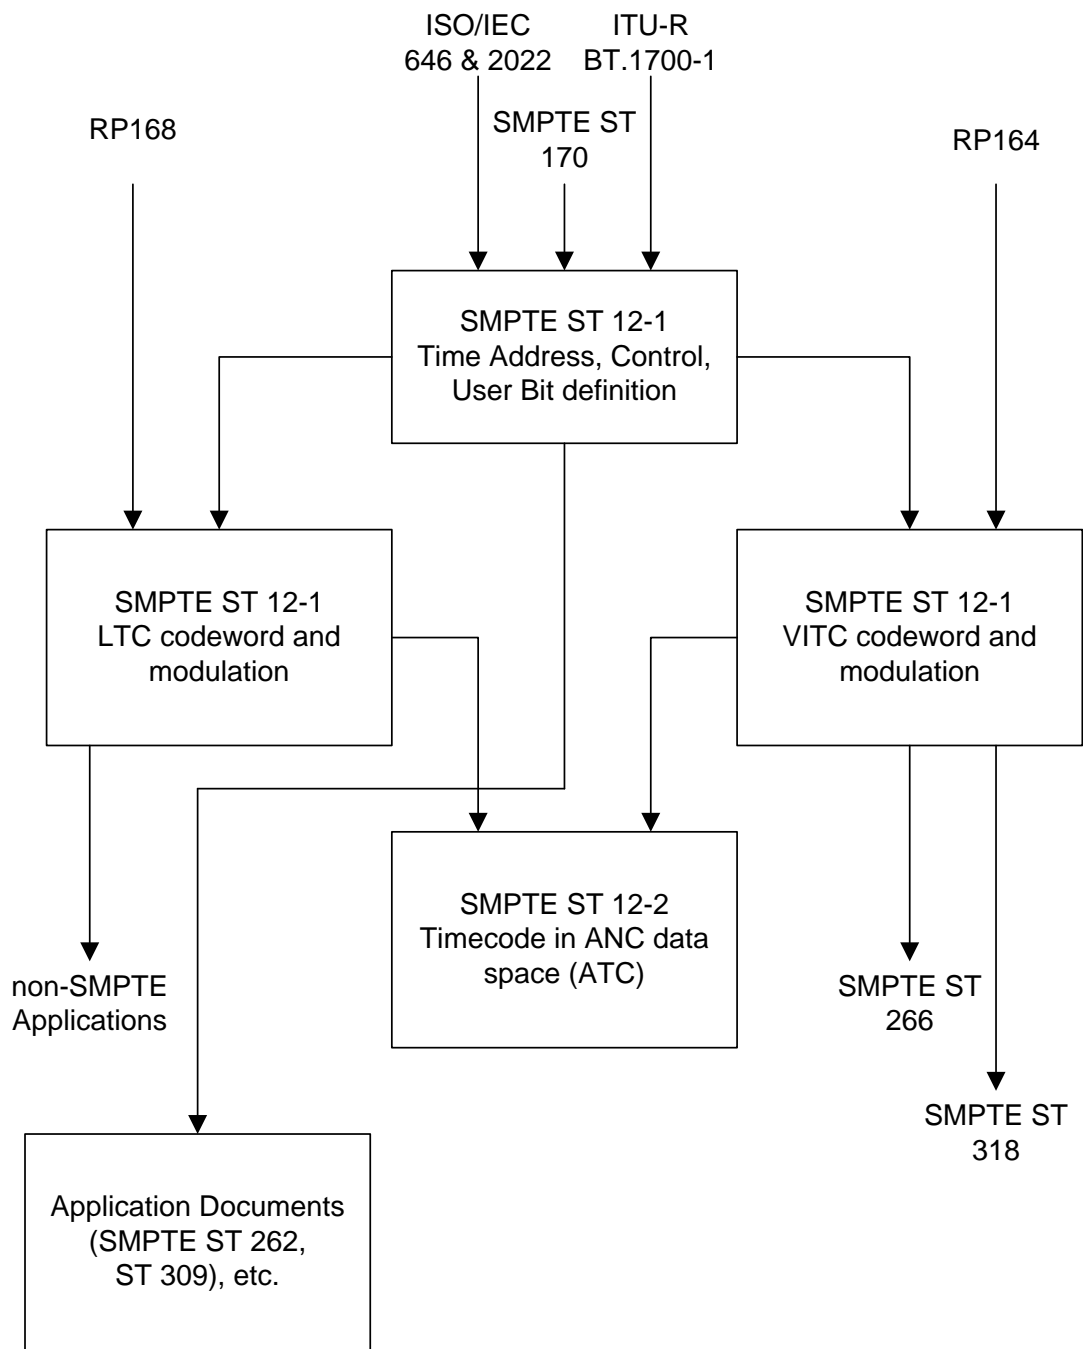 ISO/IEC
646 & 2022
ITU-R
BT.1700-1
SMPTE ST
170
RP168
RP164
SMPTE ST 12-1
Time Address, Control,
User Bit definition
SMPTE ST 12-1
LTC codeword and
modulation
SMPTE ST 12-1
VITC codeword and
modulation
SMPTE ST 12-2
Timecode in ANC data
space (ATC)
non-SMPTE
Applications
SMPTE ST
266
SMPTE ST
318
Application Documents
(SMPTE ST 262,
ST 309), etc.